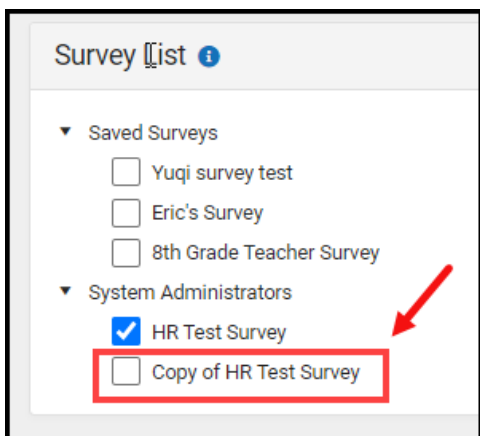 Survey List
Saved Surveys
Yuqi survey test
Eric's Survey
8th Grade Teacher Survey
System Administrators
HR Test Survey
Copy of HR Test Survey